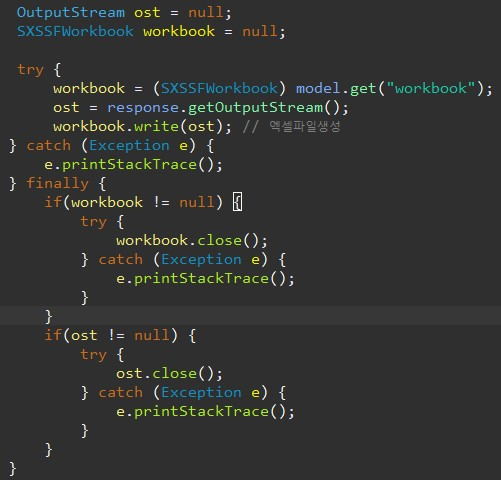 OutputStream ost = null;
SXSSFWorkbook workbook = null;

try {
    workbook = (SXSSFWorkbook) model.get("workbook");
    ost = response.getOutputStream();
    workbook.write(ost); // 엑셀파일생성
} catch (Exception e) {
    e.printStackTrace();
} finally {
    if(workbook != null) {
        try {
            workbook.close();
        } catch (Exception e) {
            e.printStackTrace();
        }
    }
    if(ost != null) {
        try {
            ost.close();
        } catch (Exception e) {
            e.printStackTrace();
        }
    }
}